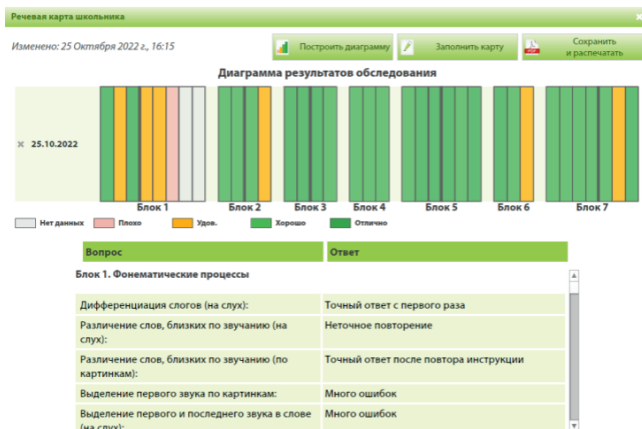 Речевая карта школьника
Изменено: 25 Октября 2022 г., 16:15
Построить диаграмму
Заполнить карту
Сохранить
и распечатать
Диаграмма результатов обследования
25.10.2022
Блок 1 Блок 2 Блок 3 Блок 4 Блок 5 Блок 6 Блок 7
Нет данных Плохо Удов. Хорошо Отлично
Вопрос Ответ
Блок 1. Фонематические процессы
Дифференциация слогов (на слух): Точный ответ с первого раза
Различение слов, близких по звучанию (на Неточное повторение
слух):
Различение слов, близких по звучанию (по Точный ответ после повтора инструкции
картинкам):
Выделение первого звука по картинкам: Много ошибок
Выделение первого и последнего звука в слове Много ошибок
(на слух):